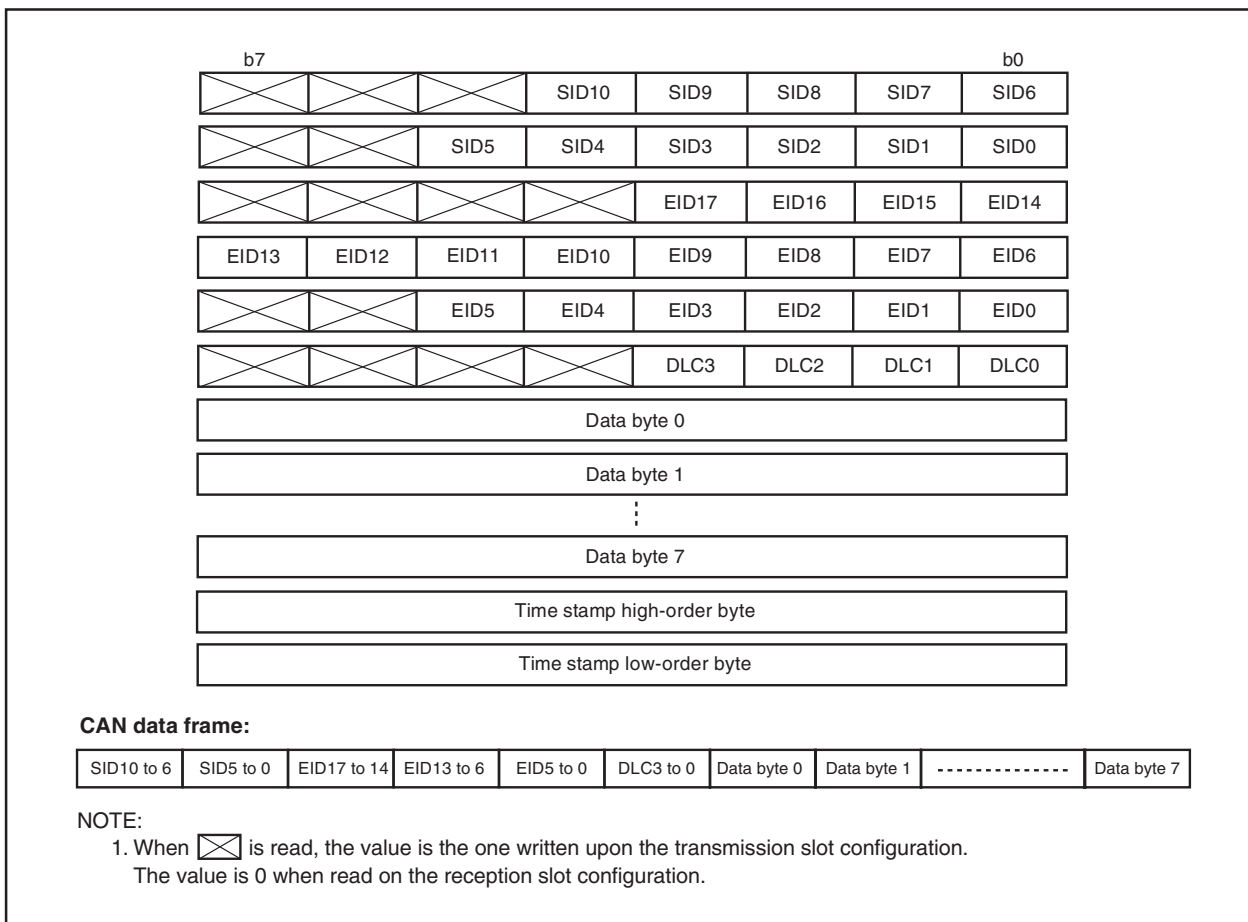 b7 b0
SID10 SID9 SID8 SID7 SID6
SID5 SID4 SID3 SID2 SID1 SID0
EID17 EID16 EID15 EID14
EID13 EID12 EID11 EID10 EID9 EID8 EID7 EID6
EID5 EID4 EID3 EID2 EID1 EID0
DLC3 DLC2 DLC1 DLC0
Data byte 0
Data byte 1
Data byte 7
Time stamp high-order byte
Time stamp low-order byte
CAN data frame:
SID10 to 6 SID5 to 0 EID17 to 14 EID13 to 6 EID5 to 0 DLC3 to 0 Data byte 0 Data byte 1 Data byte 7
NOTE:
1. When is read, the value is the one written upon the transmission slot configuration.
The value is 0 when read on the reception slot configuration.